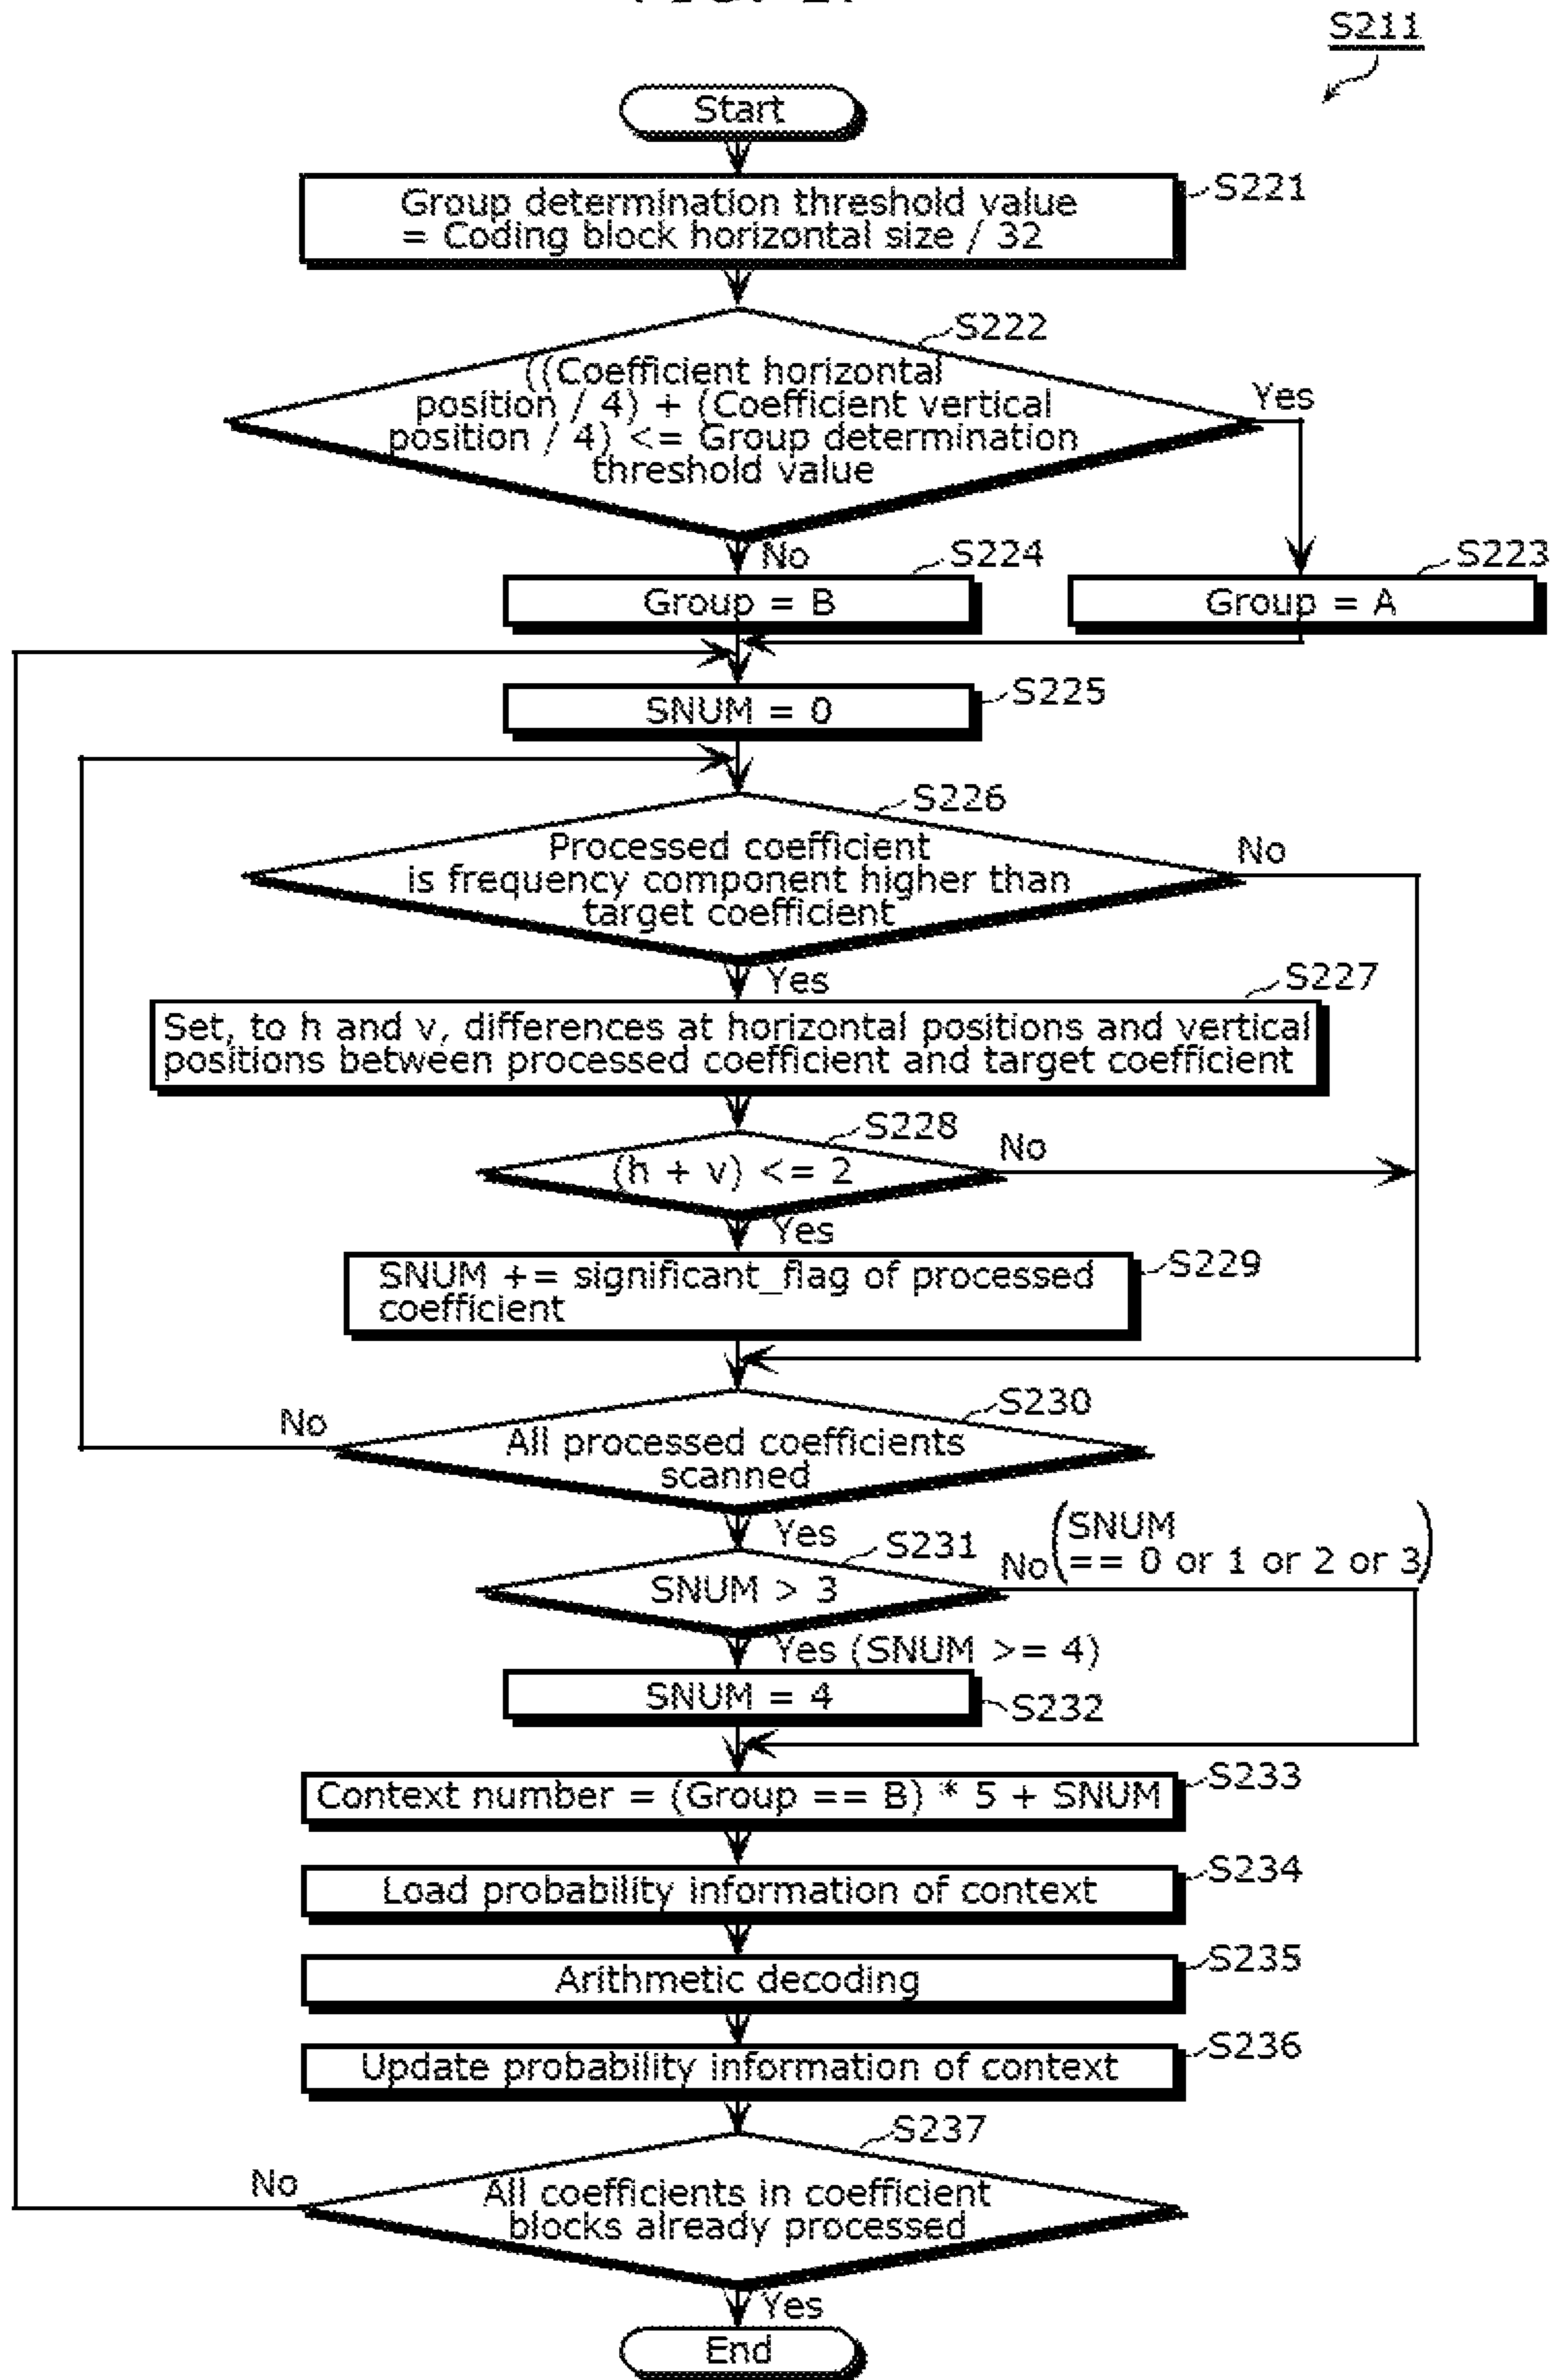 S211
Start
S221
Group determination threshold value
= Coding block horizontal size / 32
S222
((Coefficient horizontal
position / 4) + (Coefficient vertical
position / 4) <= Group determination
threshold value
Yes
No
S224
Group = B
S223
Group = A
S225
SNUM = 0
S226
Processed coefficient
is frequency component higher than
target coefficient
No
Yes
S227
Set, to h and v, differences at horizontal positions and vertical
positions between processed coefficient and target coefficient
S228
(h + v) <= 2
No
Yes
S229
SNUM += significant_flag of processed
coefficient
S230
All processed coefficients
scanned
No
Yes
S231
SNUM > 3
No (SNUM
== 0 or 1 or 2 or 3)
Yes (SNUM >= 4)
SNUM = 4
S232
S233
Context number = (Group == B) * 5 + SNUM
S234
Load probability information of context
S235
Arithmetic decoding
S236
Update probability information of context
S237
All coefficients in coefficient
blocks already processed
No
Yes
End